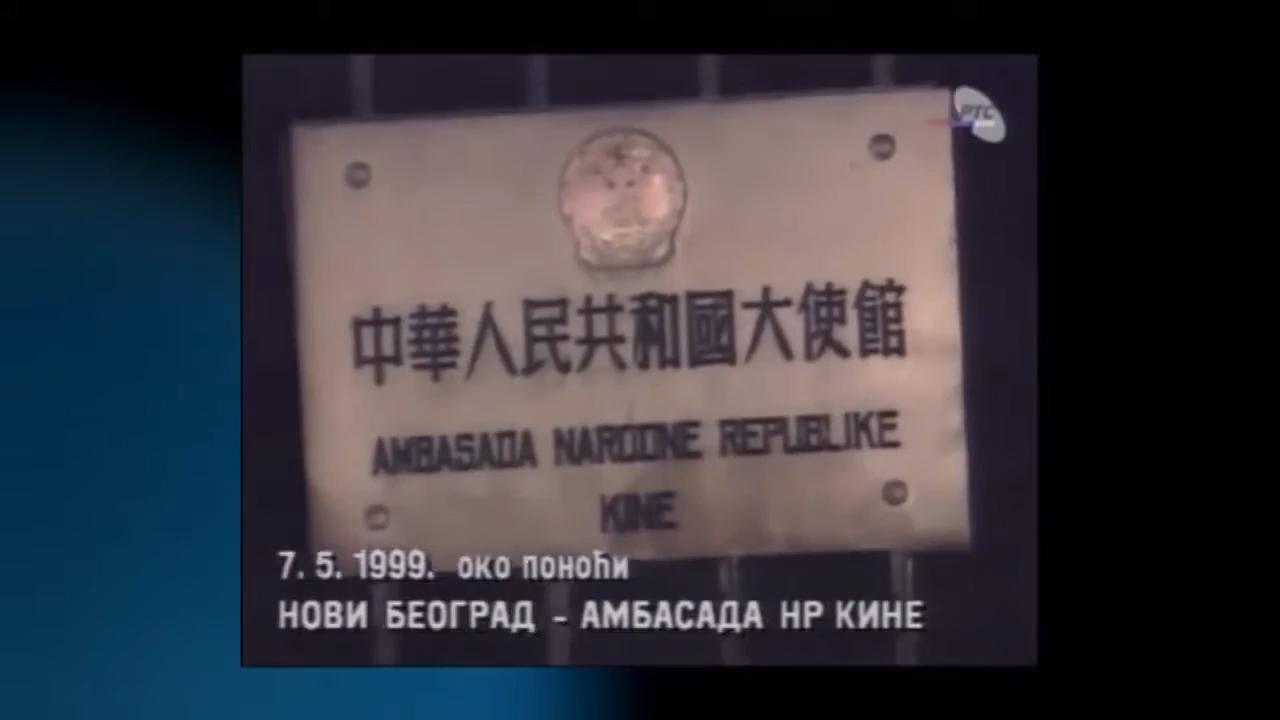 РТС
中華人民共和國大使館
AMBASADA NARODNE REPUBLIKE
KINE
7. 5. 1999. око поноћи
НОВИ БЕОГРАД - АМБАСАДА НР КИНЕ